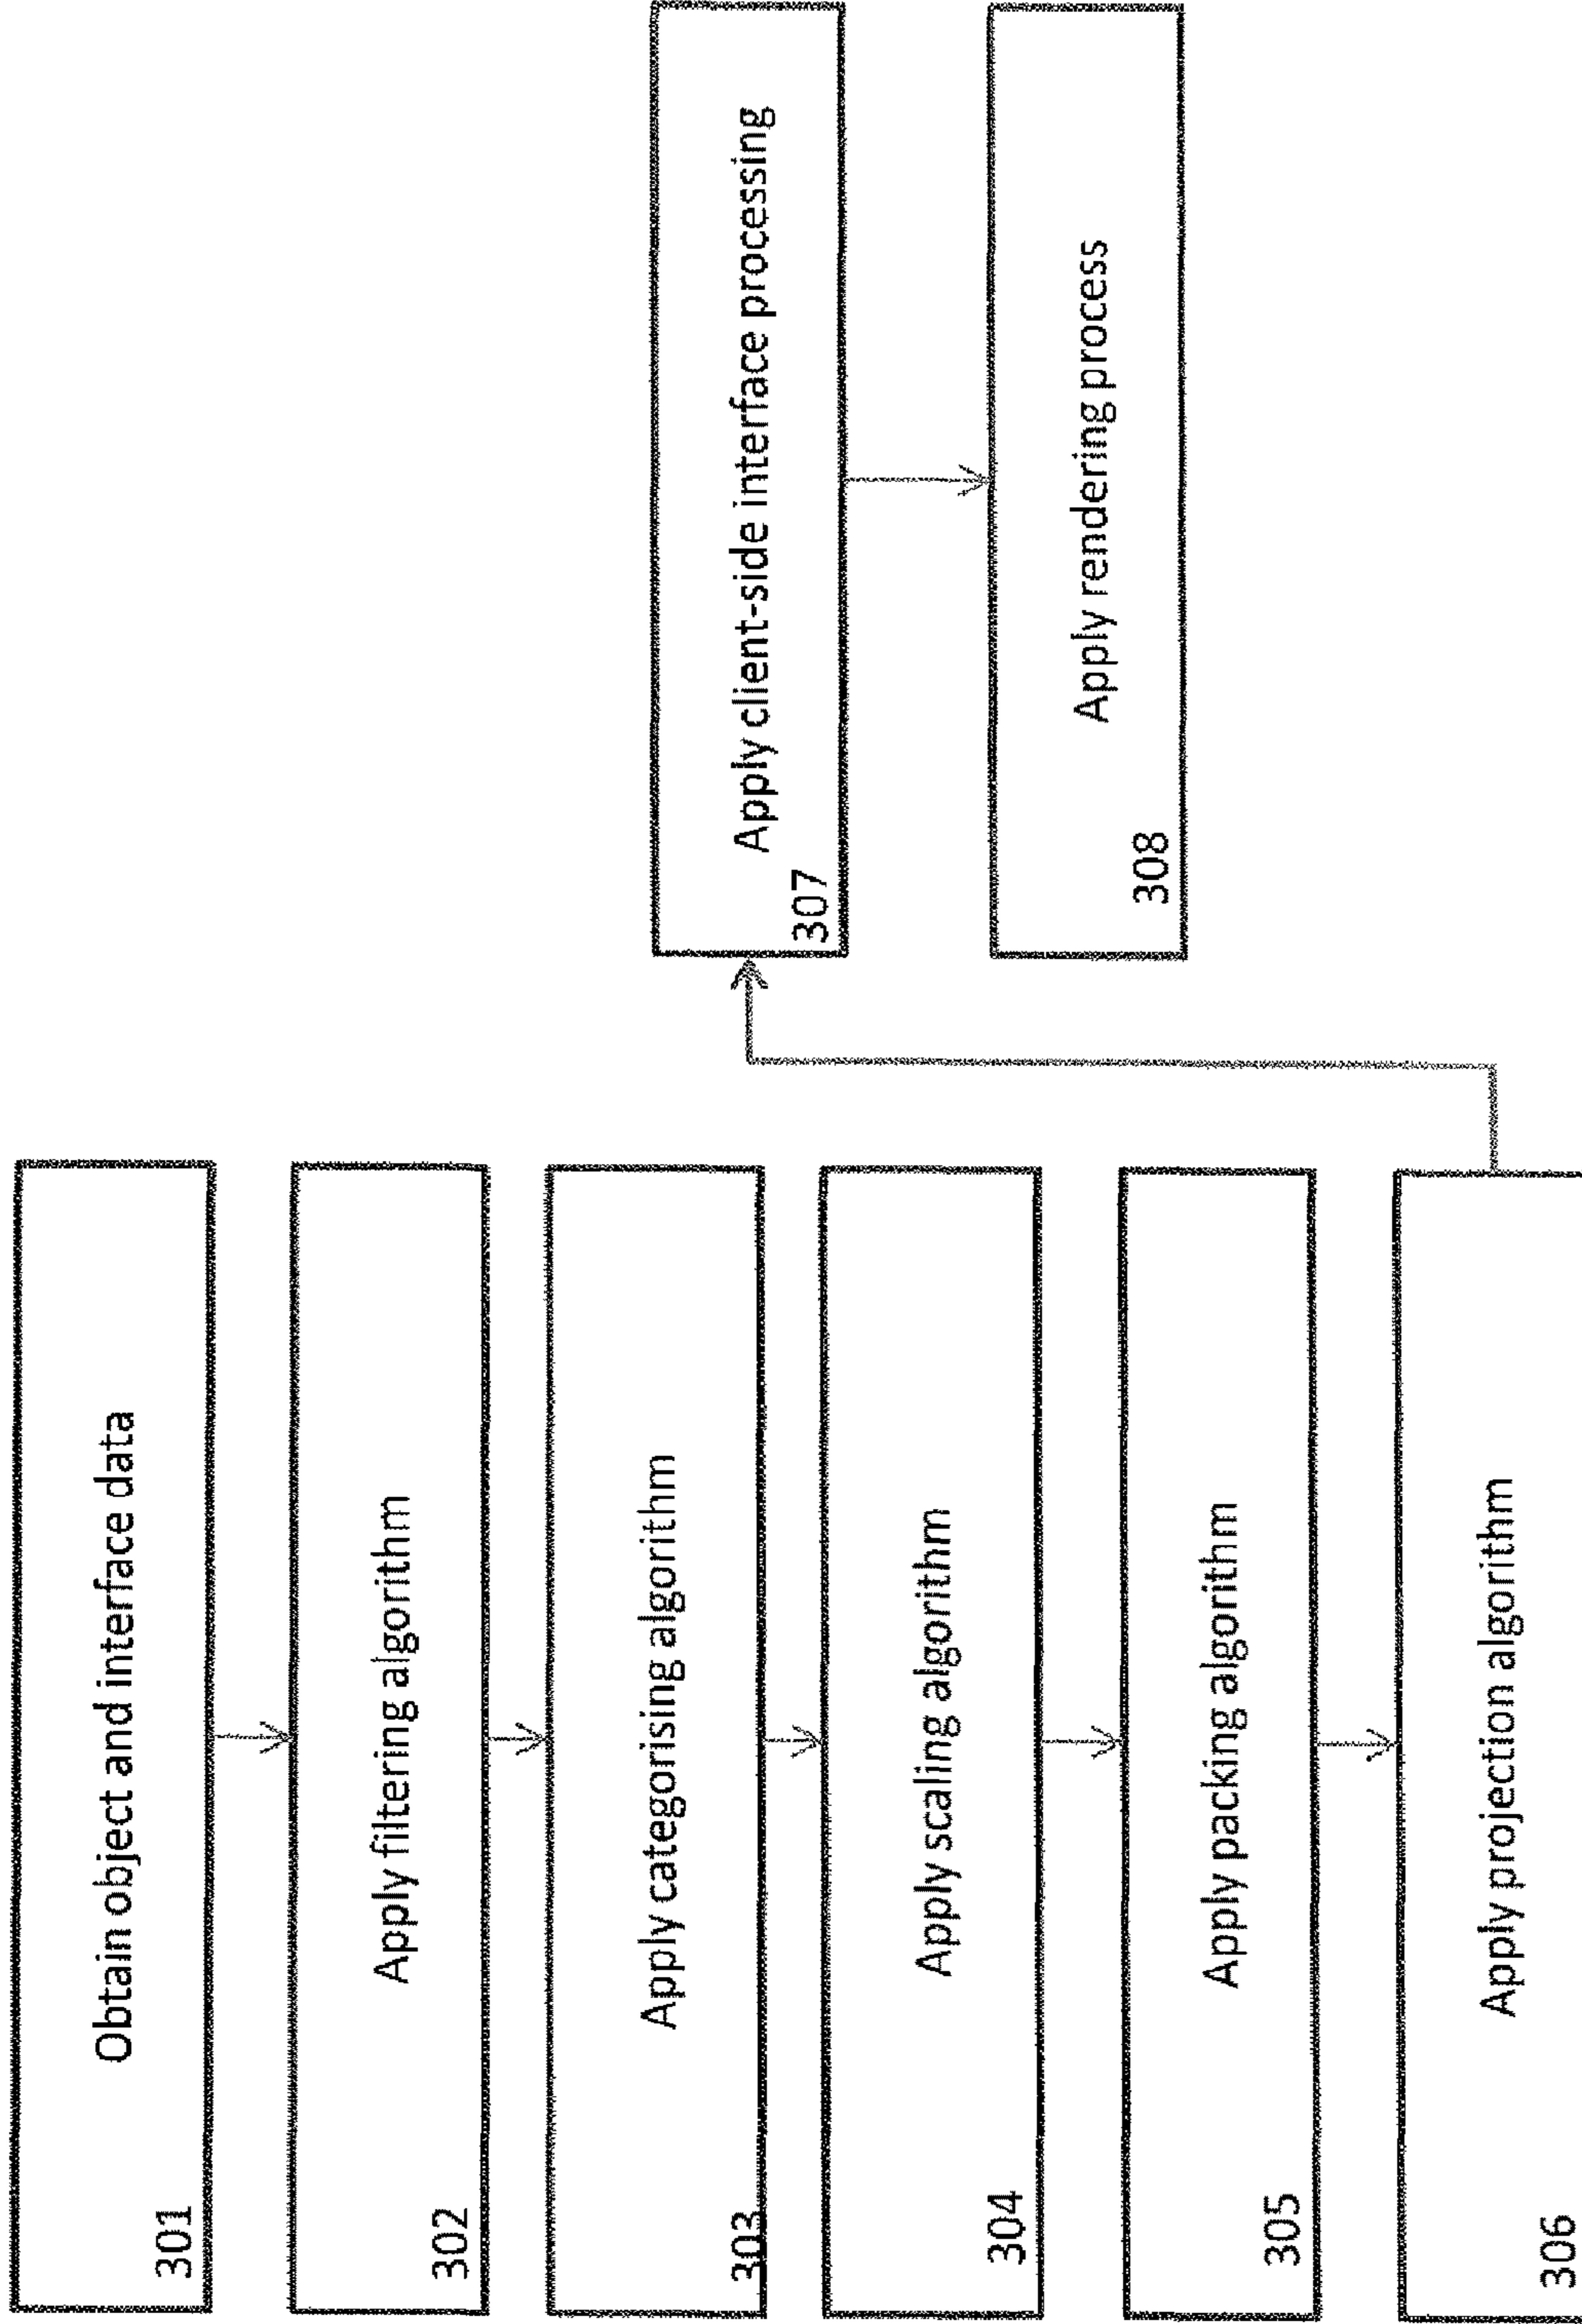 Obtain object and interface data
301
Apply filtering algorithm
302
Apply categorising algorithm
303
Apply scaling algorithm
304
Apply packing algorithm
305
Apply projection algorithm
306
Apply client-side interface processing
307
Apply rendering process
308